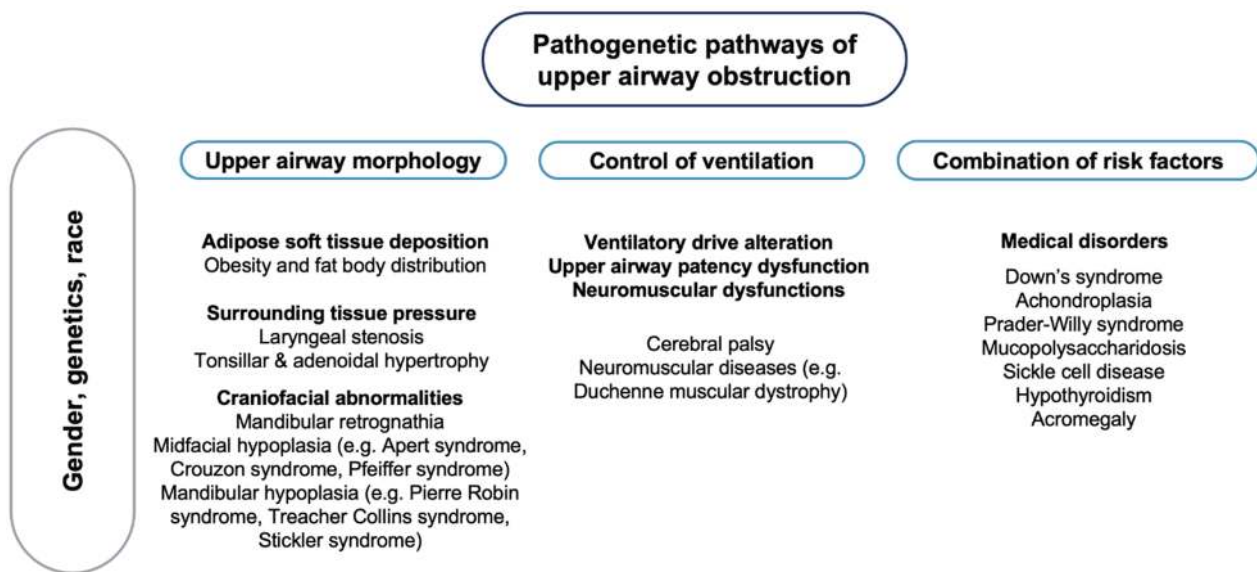 Pathogenetic pathways of
upper airway obstruction
Gender, genetics, race
Upper airway morphology
Adipose soft tissue deposition
Obesity and fat body distribution
Surrounding tissue pressure
Laryngeal stenosis
Tonsillar & adenoidal hypertrophy
Craniofacial abnormalities
Mandibular retrognathia
Midfacial hypoplasia (e.g. Apert syndrome,
Crouzon syndrome, Pfeiffer syndrome)
Mandibular hypoplasia (e.g. Pierre Robin
syndrome, Treacher Collins syndrome,
Stickler syndrome)
Control of ventilation
Ventilatory drive alteration
Upper airway patency dysfunction
Neuromuscular dysfunctions
Cerebral palsy
Neuromuscular diseases (e.g.
Duchenne muscular dystrophy)
Combination of risk factors
Medical disorders
Down's syndrome
Achondroplasia
Prader-Willy syndrome
Mucopolysaccharidosis
Sickle cell disease
Hypothyroidism
Acromegaly